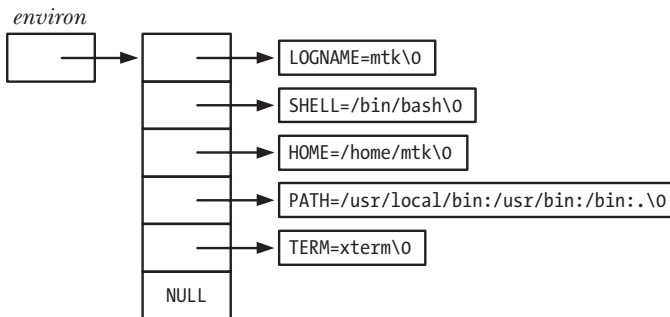 environ
LOGNAME=mtk\0
SHELL=/bin/bash\0
HOME=/home/mtk\0
PATH=/usr/local/bin:/usr/bin:/bin:.\0
TERM=xterm\0
NULL